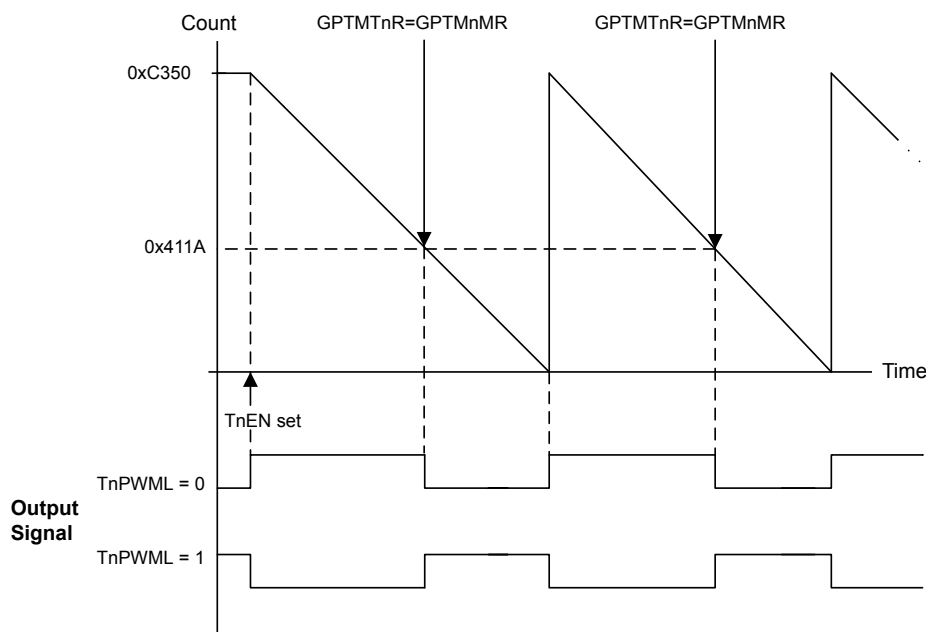 Count
GPTMTnR=GPTMnMR
GPTMTnR=GPTMnMR
0xC350
0x411A
Time
TnEN set
TnPWML = 0
Output
Signal
TnPWML = 1